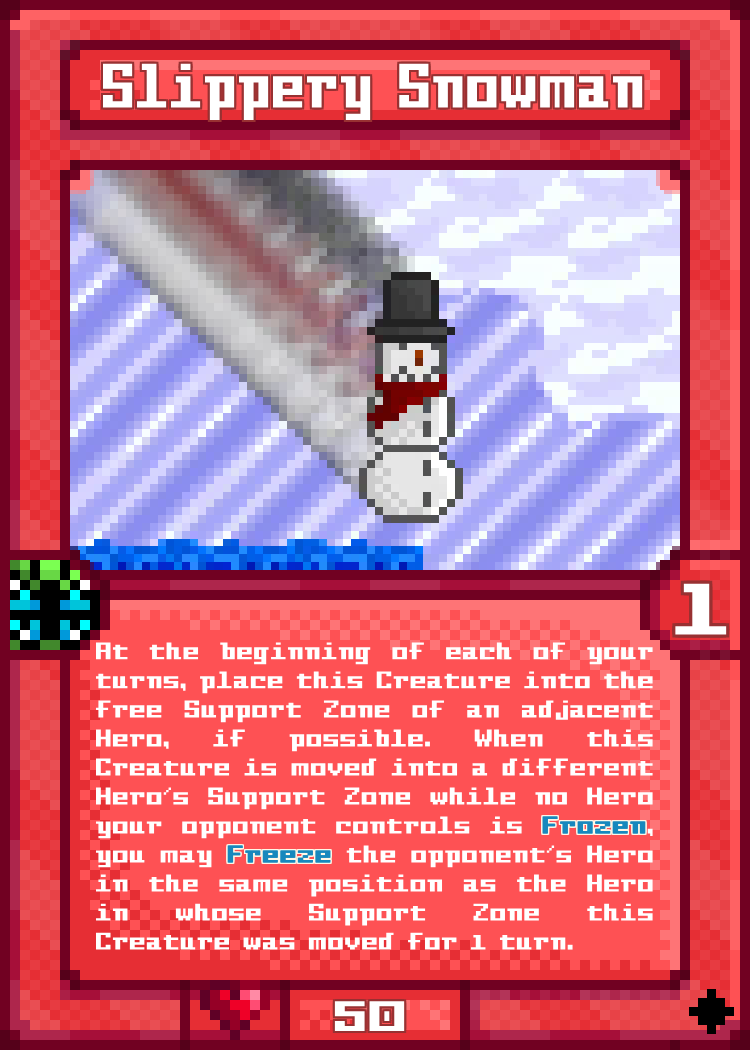 Slippery Snowman
1
At the beginning of each of your
turns, place this Creature into the
free Support Zone of an adjacent
Hero, if possible. When this
Creature is moved into a different
Hero's Support Zone while no Hero
your opponent controls is Frozen,
you may Freeze the opponent's Hero
in the same position as the Hero
in whose Support Zone this
Creature was moved for 1 turn.
50